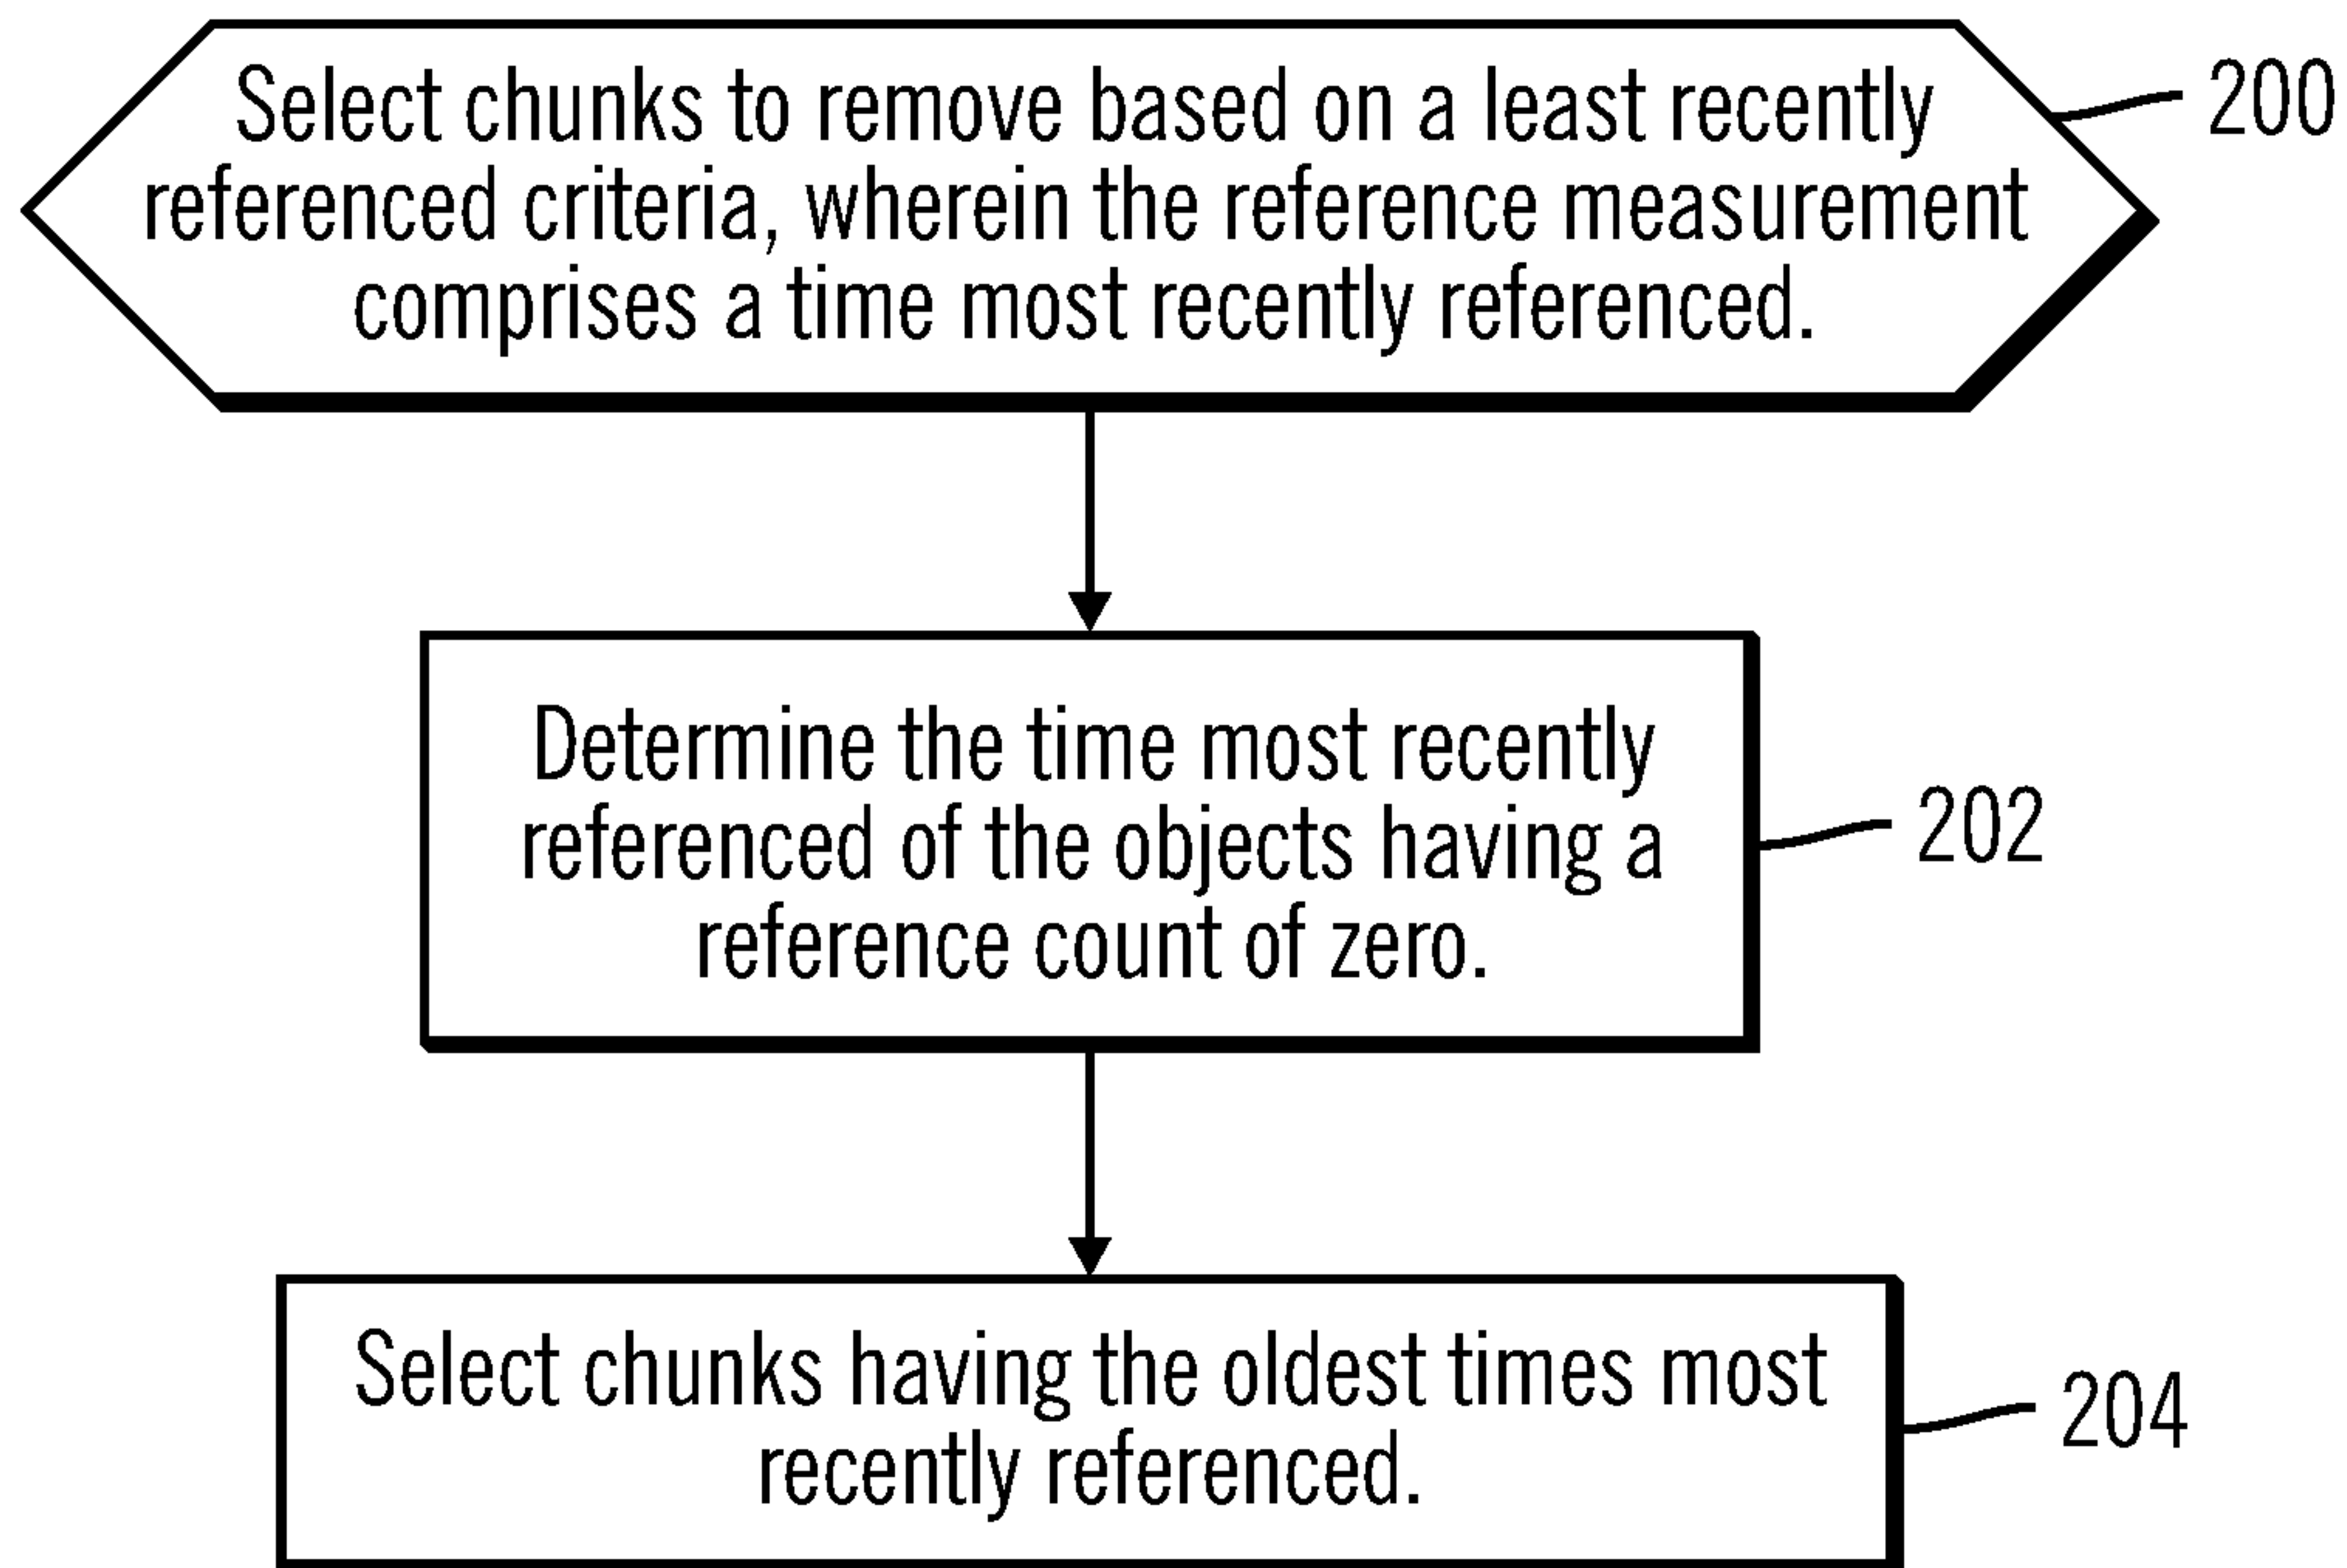 Select chunks to remove based on a least recently
referenced criteria, wherein the reference measurement
comprises a time most recently referenced.
200
Determine the time most recently
referenced of the objects having a
reference count of zero.
202
Select chunks having the oldest times most
recently referenced.
204